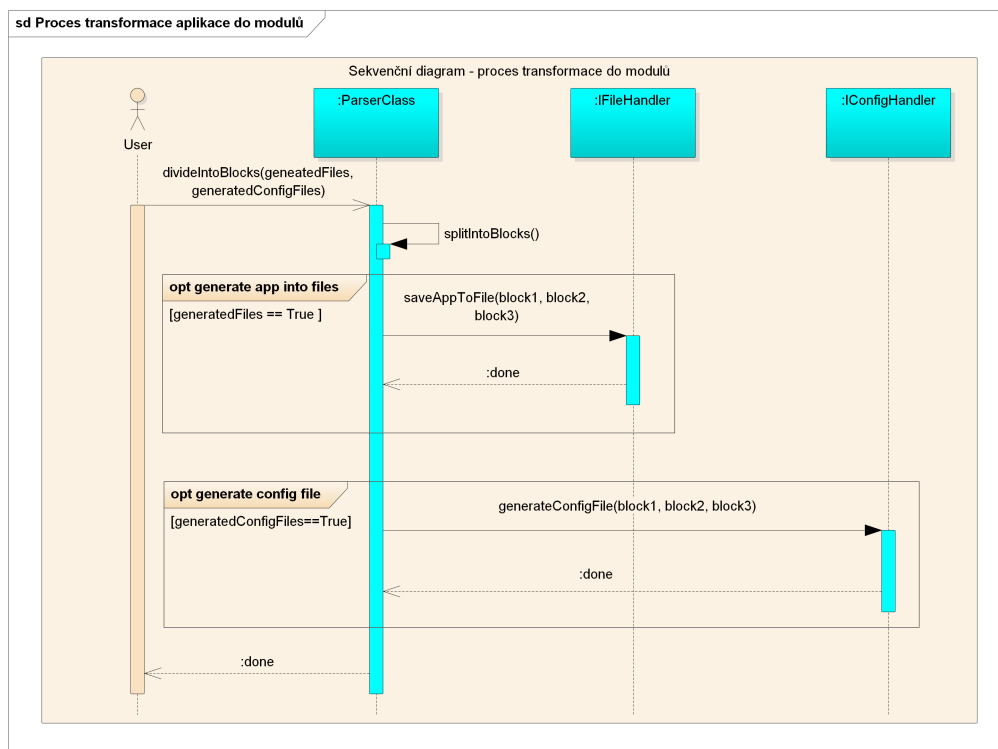 sd Proces transformace aplikace do modulů
Sekvenční diagram - proces transformace do modulů
:ParserClass
:IFileHandler
:IConfigHandler
User
divideIntoBlocks(geneatedFiles,
generatedConfigFiles)
splitIntoBlocks()
opt generate app into files
[generatedFiles == True ]
saveAppToFile(block1, block2,
block3)
:done
opt generate config file
[generatedConfigFiles==True]
generateConfigFile(block1, block2, block3)
:done
:done